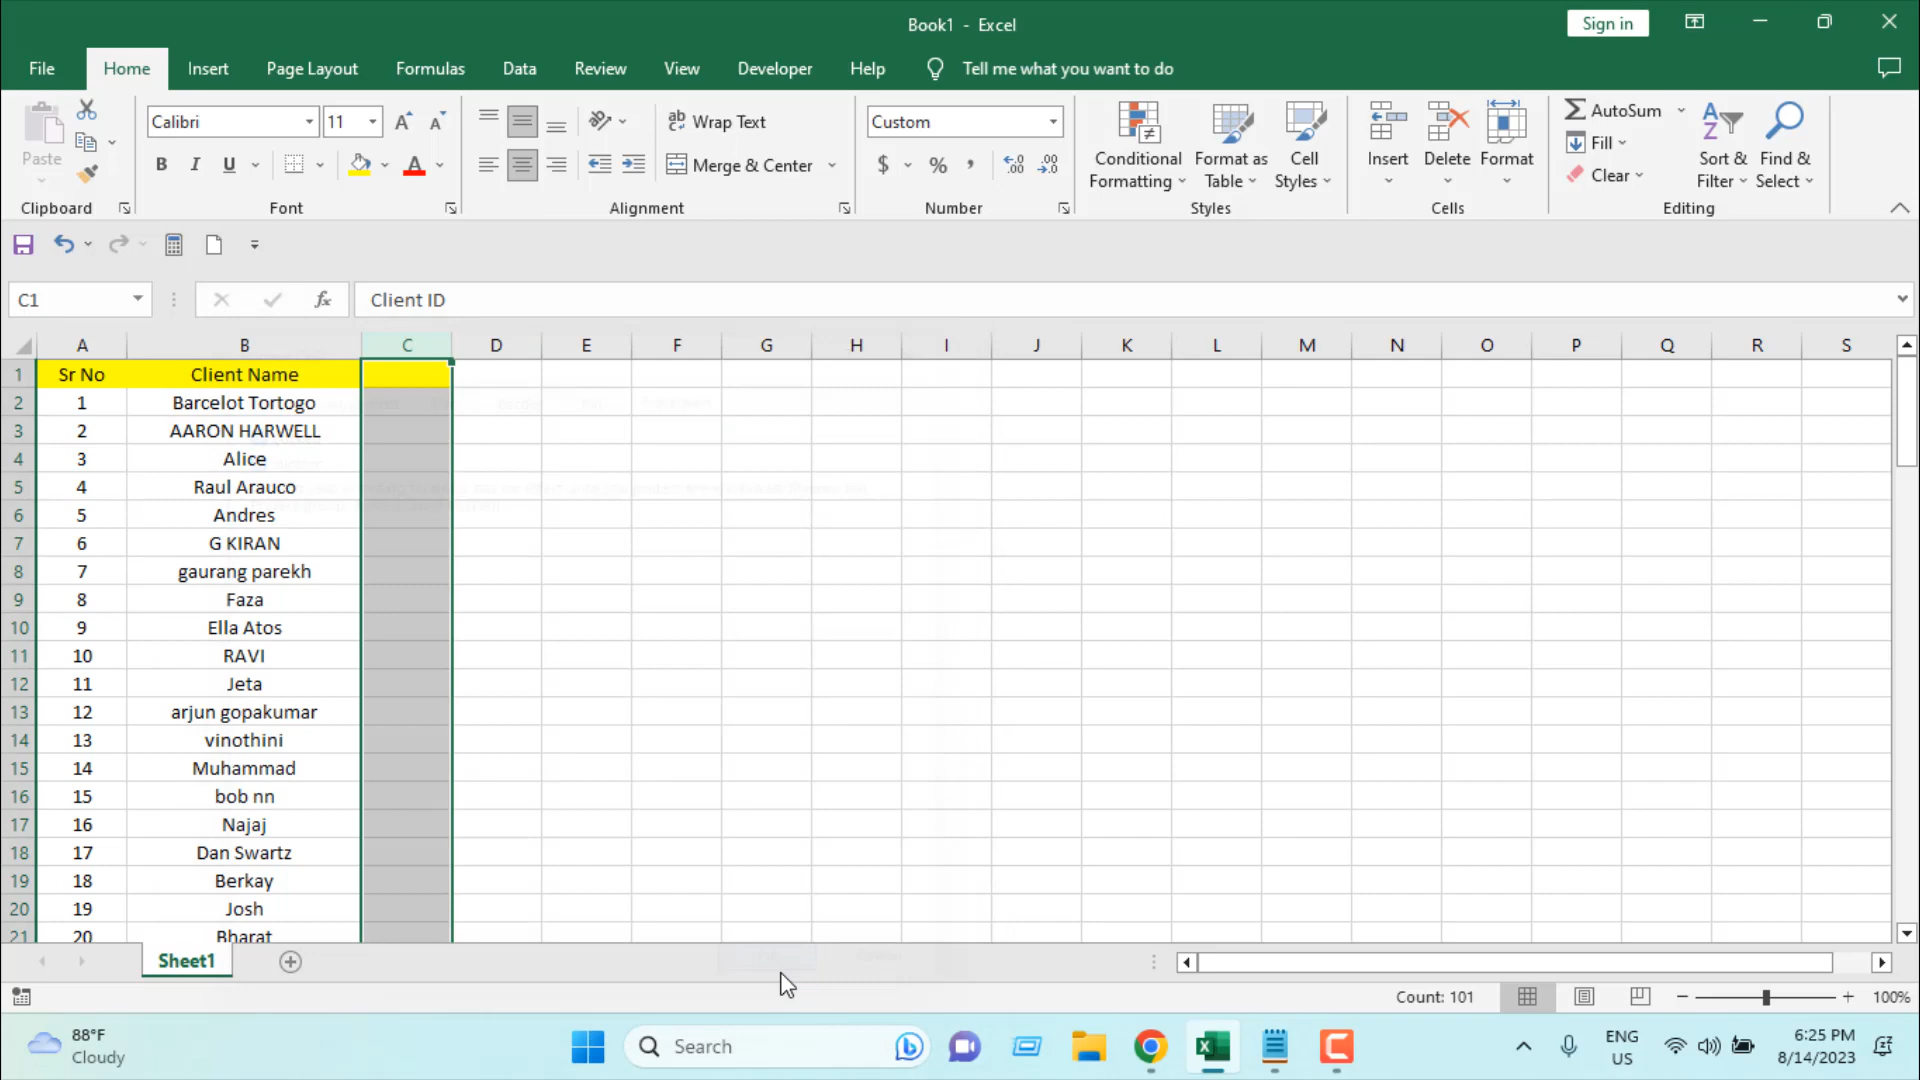 Book1 - Excel
Sign in
File Home Insert Page Layout Formulas Data Review View Developer Help Tell me what you want to do
Paste
Clipboard
Calibri 11
B I U A
Font
ab Wrap Text
Merge & Center
Alignment
Custom
$ % ,
Number
Conditional Formatting
Format as Table
Cell Styles
Styles
Insert Delete Format
Cells
AutoSum
Fill
Clear
Sort & Filter
Find & Select
Editing
C1 fx Client ID
A B C D E F G H I J K L M N O P Q R S
1 Sr No Client Name
2 1 Barcelot Tortogo
3 2 AARON HARWELL
4 3 Alice
5 4 Raul Arauco
6 5 Andres
7 6 G KIRAN
8 7 gaurang parekh
9 8 Faza
10 9 Ella Atos
11 10 RAVI
12 11 Jeta
13 12 arjun gopakumar
14 13 vinothini
15 14 Muhammad
16 15 bob nn
17 16 Najaj
18 17 Dan Swartz
19 18 Berkay
20 19 Josh
21 20 Bharat
Sheet1
Count: 101 100%
88°F
Cloudy
Search
ENG
US
6:25 PM
8/14/2023